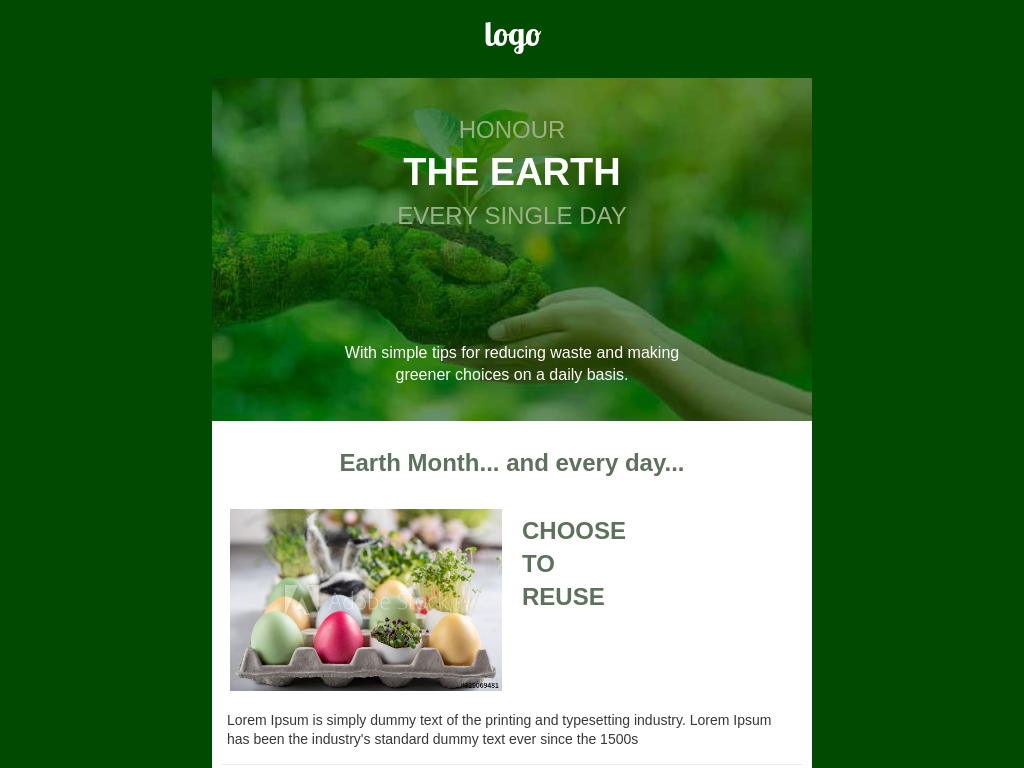 logo
HONOUR
THE EARTH
EVERY SINGLE DAY
With simple tips for reducing waste and making
greener choices on a daily basis.
Earth Month... and every day...
CHOOSE
TO
REUSE
Adobe Stock
Lorem Ipsum is simply dummy text of the printing and typesetting industry. Lorem Ipsum
has been the industry's standard dummy text ever since the 1500s